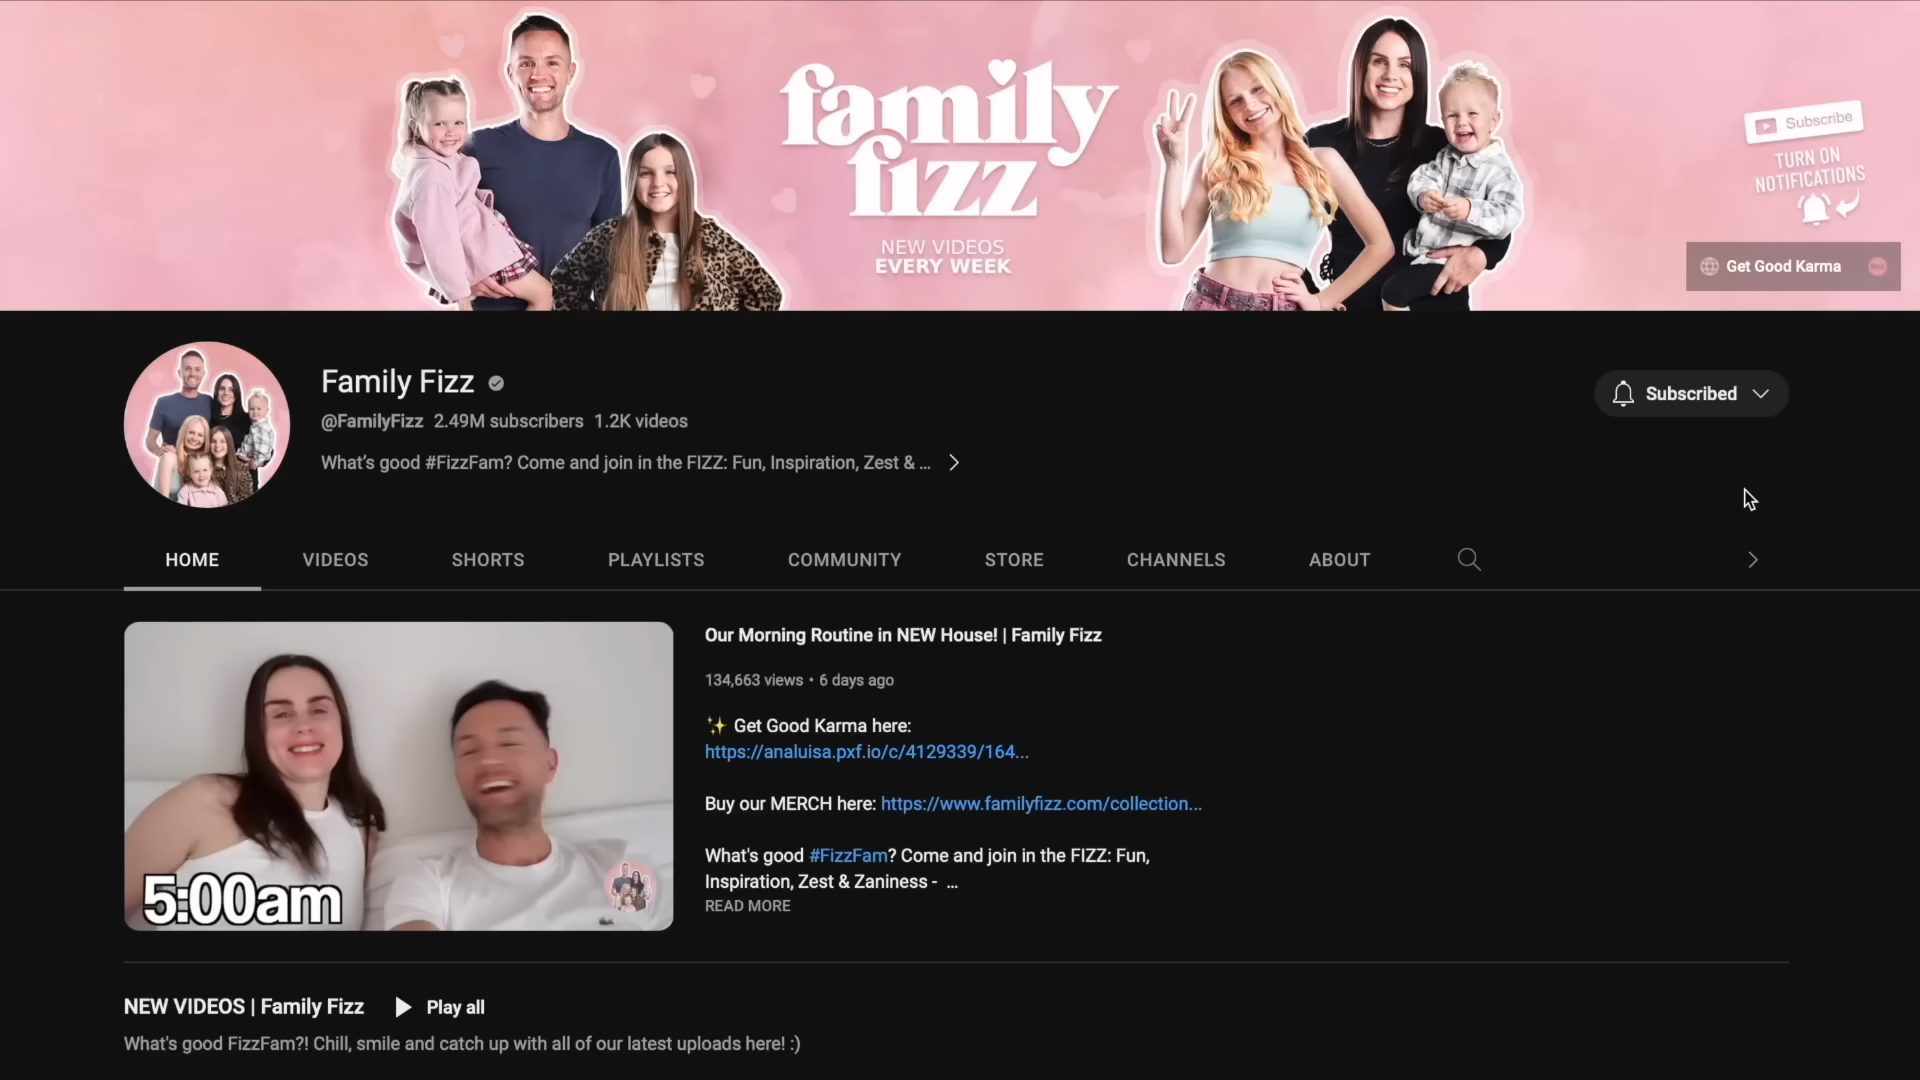 family
fizz
NEW VIDEOS
EVERY WEEK
Subscribe
TURN ON
NOTIFICATIONS
Get Good Karma
Family Fizz
@FamilyFizz 2.49M subscribers 1.2K videos
What's good #FizzFam? Come and join in the FIZZ: Fun, Inspiration, Zest & ...
Subscribed
HOME VIDEOS SHORTS PLAYLISTS COMMUNITY STORE CHANNELS ABOUT
5:00am
Our Morning Routine in NEW House! | Family Fizz
134,663 views • 6 days ago
✨ Get Good Karma here:
https://analuisa.pxf.io/c/4129339/164...
Buy our MERCH here: https://www.familyfizz.com/collection...
What's good #FizzFam? Come and join in the FIZZ: Fun,
Inspiration, Zest & Zaniness - ...
READ MORE
NEW VIDEOS | Family Fizz Play all
What's good FizzFam?! Chill, smile and catch up with all of our latest uploads here! :)